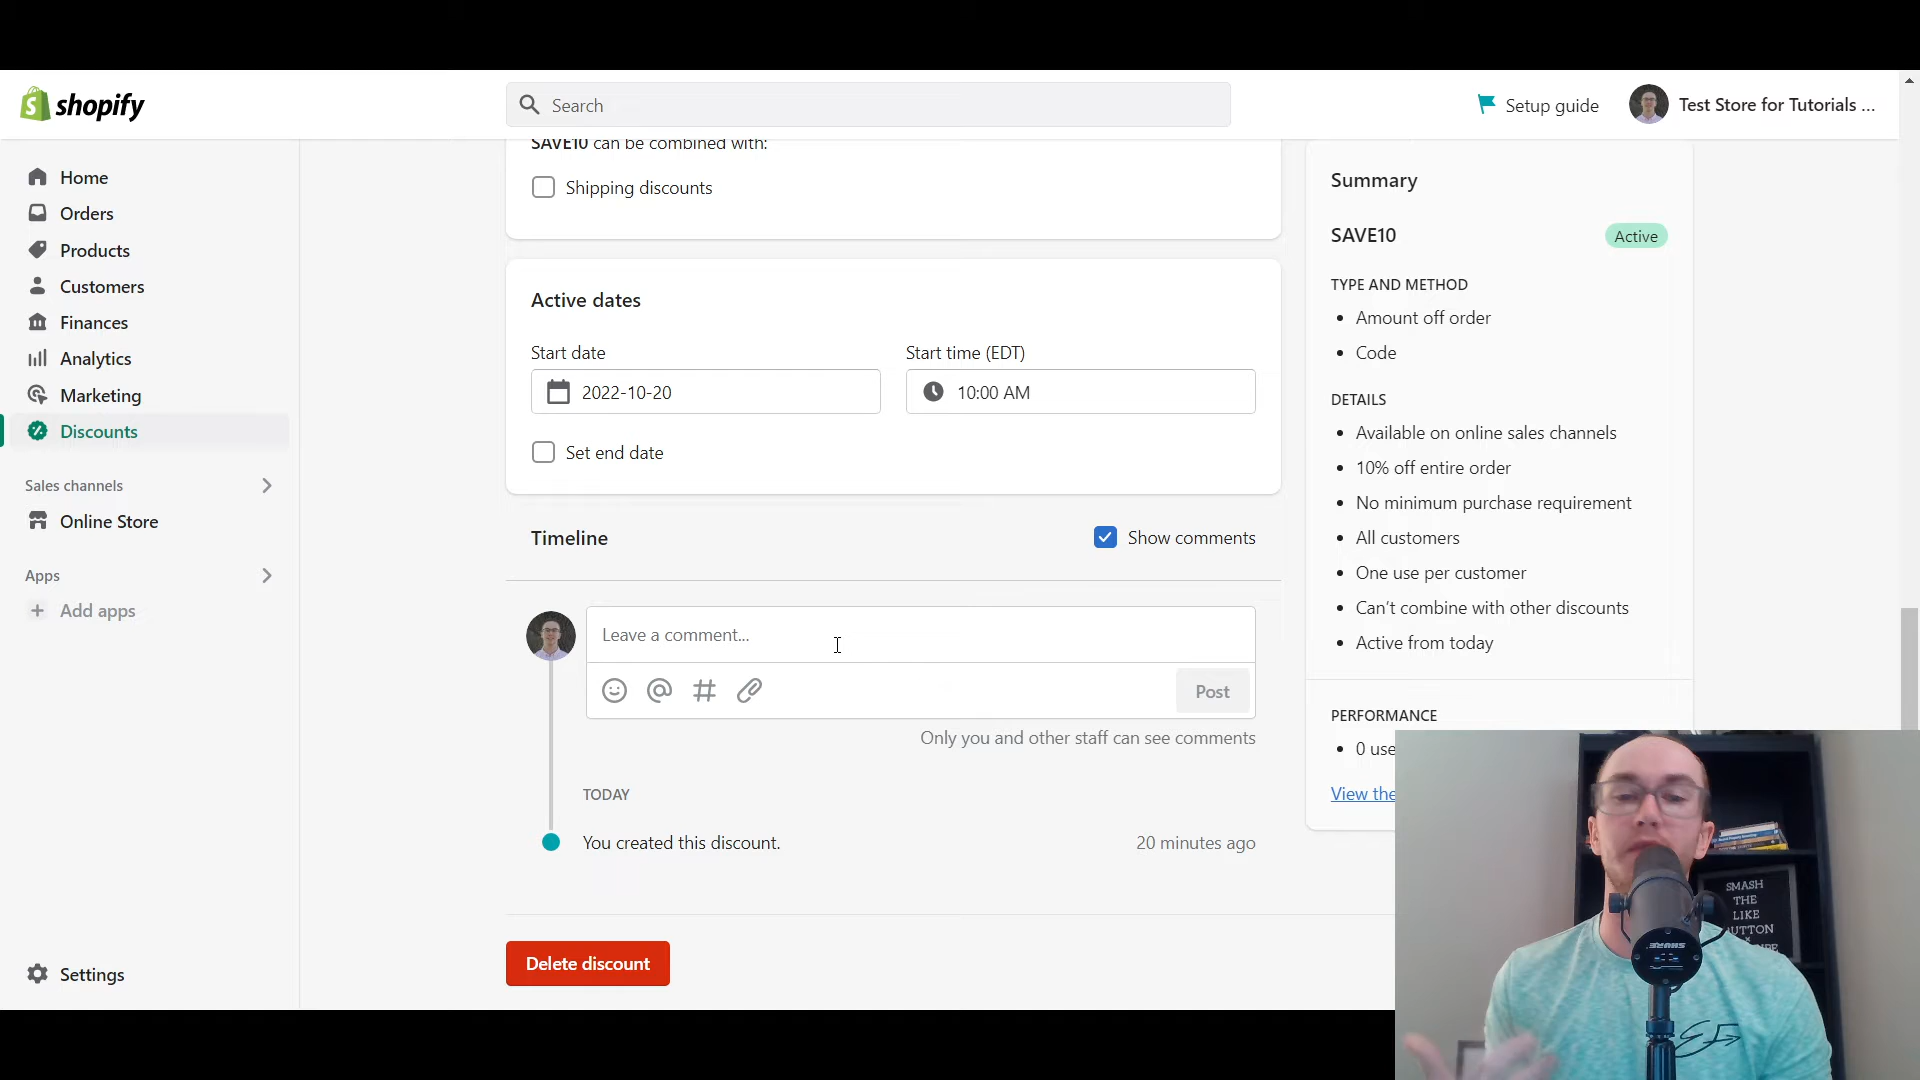 shopify
Search
Setup guide
Test Store for Tutorials ...
Home
Orders
Products
Customers
Finances
Analytics
Marketing
Discounts
Sales channels
Online Store
Apps
Add apps
Settings
SAVE10 can be combined with:
Shipping discounts
Active dates
Start date
Start time (EDT)
2022-10-20
10:00 AM
Set end date
Timeline
Show comments
Leave a comment...
Post
Only you and other staff can see comments
TODAY
You created this discount.
20 minutes ago
Delete discount
Summary
SAVE10
Active
TYPE AND METHOD
Amount off order
Code
DETAILS
Available on online sales channels
10% off entire order
No minimum purchase requirement
All customers
One use per customer
Can't combine with other discounts
Active from today
PERFORMANCE
0 use
View the
SMASH
THE
LIKE
SHURE